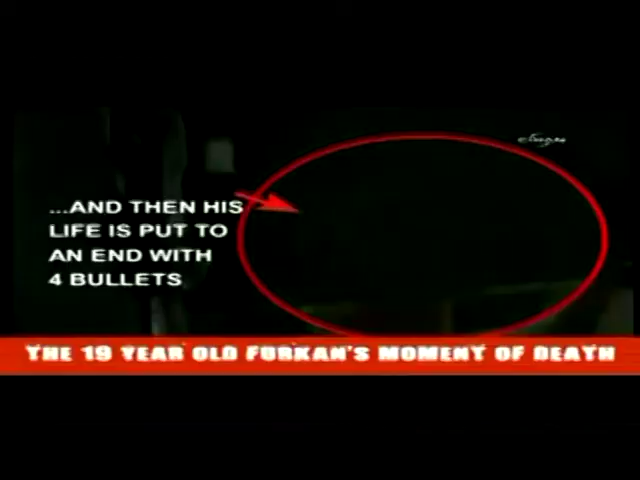 ...AND THEN HIS
LIFE IS PUT TO
AN END WITH
4 BULLETS
THE 19 YEAR OLD FURKAN'S MOMENT OF DEATH